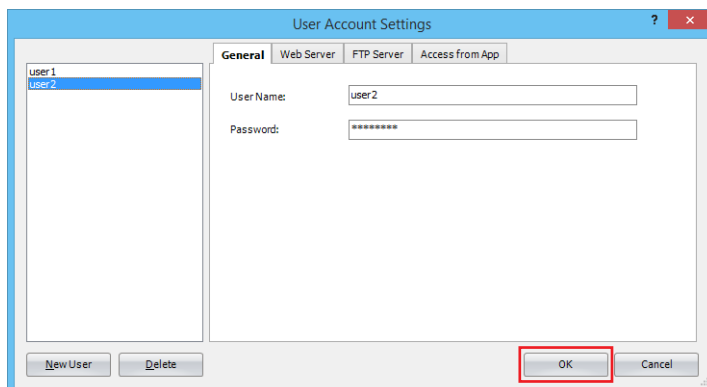 User Account Settings
?
×
General
Web Server
FTP Server
Access from App
user1
user2
User Name:
user2
Password:
********
New User
Delete
OK
Cancel